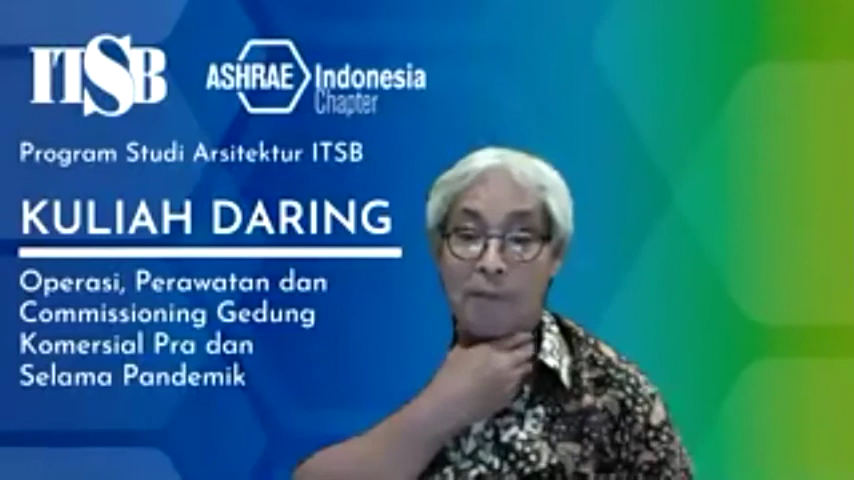 ITSB
ASHRAE Indonesia
Chapter
Program Studi Arsitektur ITSB
KULIAH DARING
Operasi, Perawatan dan
Commissioning Gedung
Komersial Pra dan
Selama Pandemik